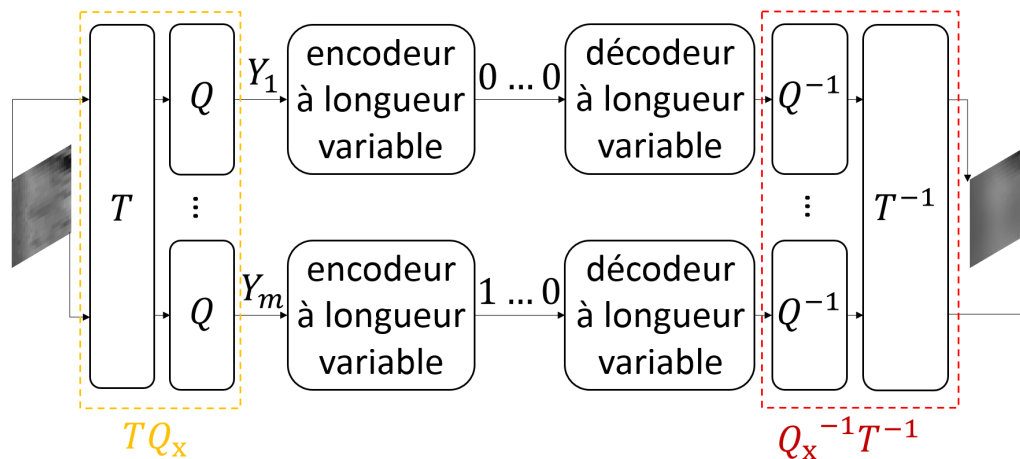 T
Q
Y₁
encodeur
à longueur
variable
0 ... 0
décodeur
à longueur
variable
Q⁻¹
T⁻¹
⋮
⋮
Q
Yₘ
encodeur
à longueur
variable
1 ... 0
décodeur
à longueur
variable
Q⁻¹
TQₓ
Qₓ⁻¹T⁻¹